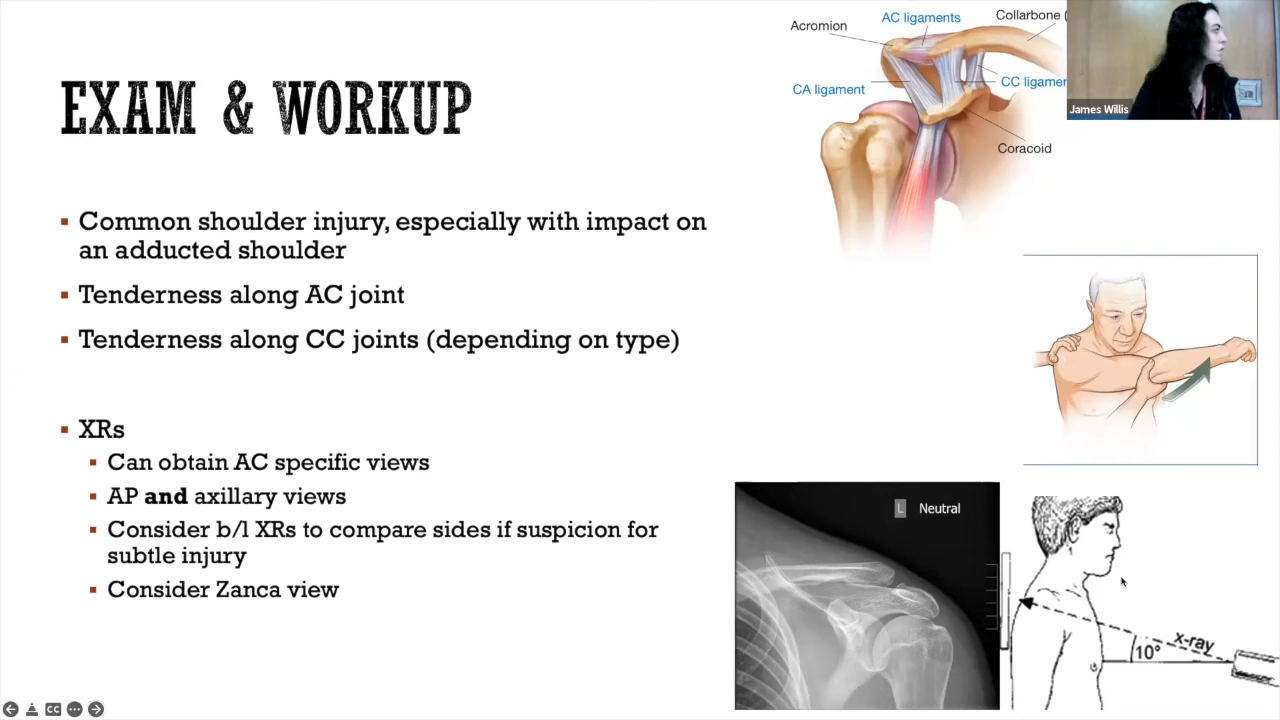 EXAM & WORKUP
Common shoulder injury, especially with impact on
an adducted shoulder
Tenderness along AC joint
Tenderness along CC joints (depending on type)
XRs
Can obtain AC specific views
AP and axillary views
Consider b/l XRs to compare sides if suspicion for
subtle injury
Consider Zanca view
Acromion
AC ligaments
Collarbone (
CA ligament
CC ligamer
Coracoid
James Willis
L Neutral
x-ray
10°
CC